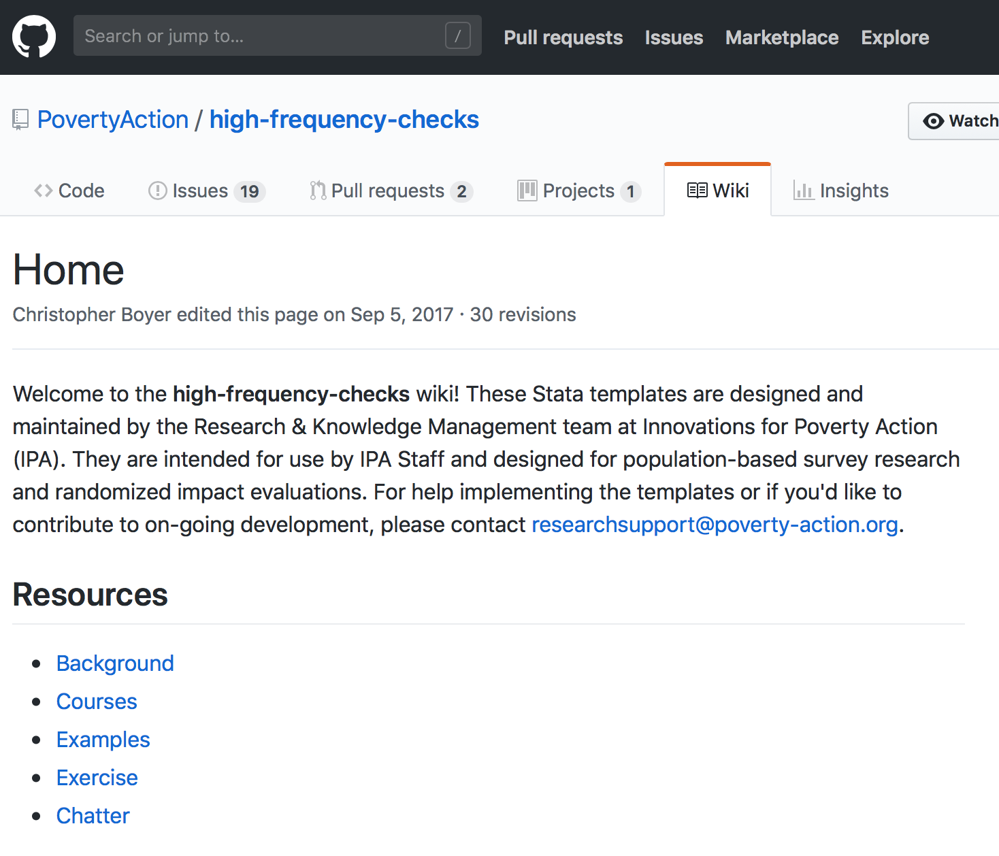 Search or jump to... /
Pull requests Issues Marketplace Explore
PovertyAction / high-frequency-checks
Watch
Code Issues 19 Pull requests 2 Projects 1 Wiki Insights
Home
Christopher Boyer edited this page on Sep 5, 2017 · 30 revisions
Welcome to the high-frequency-checks wiki! These Stata templates are designed and
maintained by the Research & Knowledge Management team at Innovations for Poverty Action
(IPA). They are intended for use by IPA Staff and designed for population-based survey research
and randomized impact evaluations. For help implementing the templates or if you'd like to
contribute to on-going development, please contact researchsupport@poverty-action.org.
Resources
• Background
• Courses
• Examples
• Exercise
• Chatter